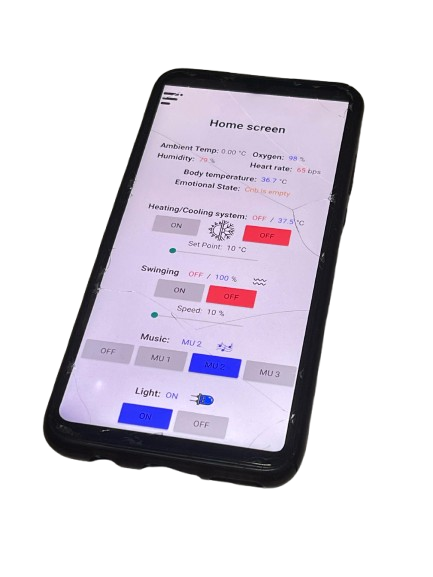 Home screen
Ambient Temp: 0.00 °C Oxygen: 98 %
Humidity: 79 % Heart rate: 65 bps
Body temperature: 36.7 °C
Emotional State: Crib is empty
Heating/Cooling system: OFF / 37.5 °C
ON OFF
Set Point: 10 °C
Swinging OFF / 100 %
ON OFF
Speed: 10 %
Music: MU 2
OFF MU 1 MU 2 MU 3
Light: ON
ON OFF